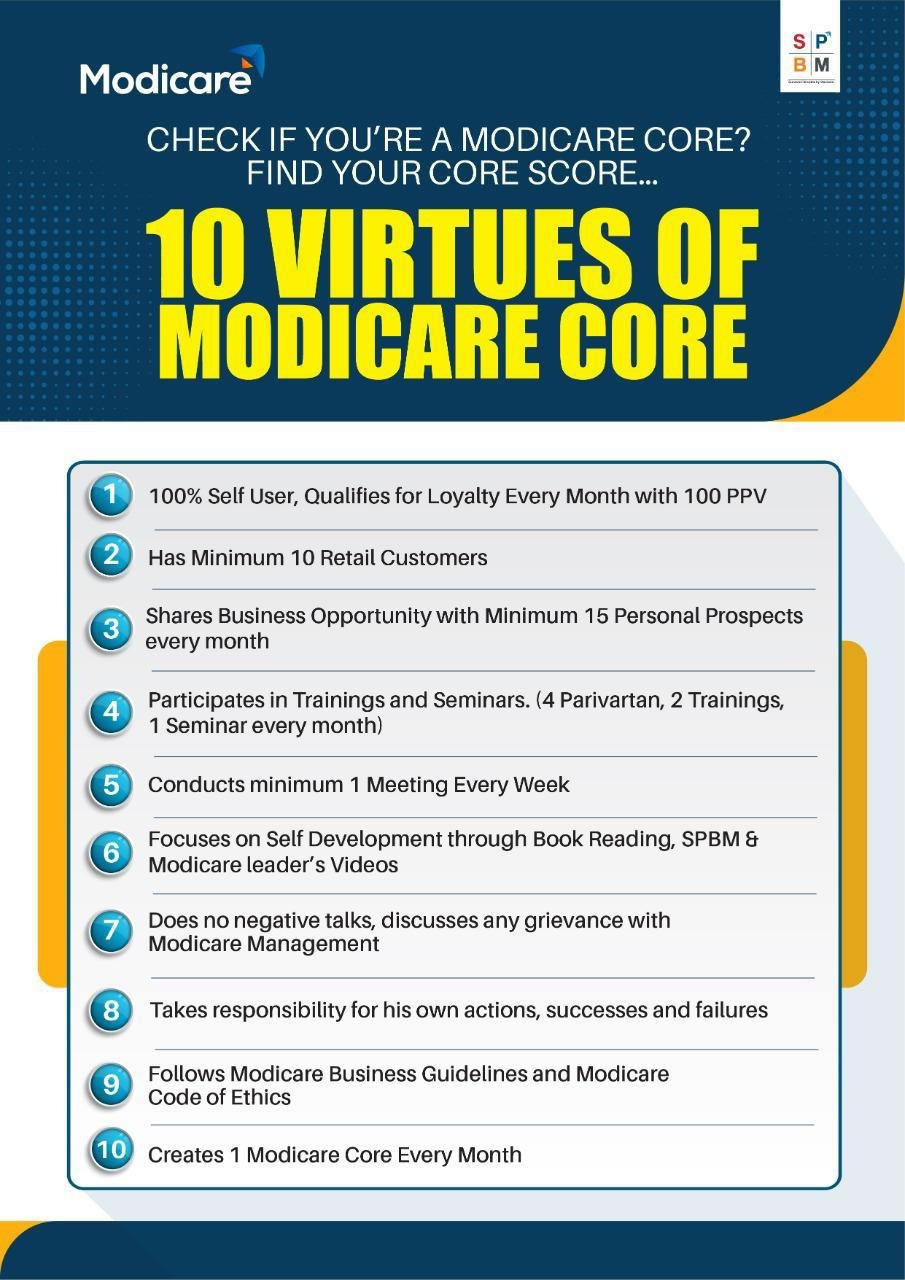 Modicare
S P
B M
CHECK IF YOU'RE A MODICARE CORE?
FIND YOUR CORE SCORE...
10 VIRTUES OF
MODICARE CORE
1 100% Self User, Qualifies for Loyalty Every Month with 100 PPV
2 Has Minimum 10 Retail Customers
3 Shares Business Opportunity with Minimum 15 Personal Prospects
every month
4 Participates in Trainings and Seminars. (4 Parivartan, 2 Trainings,
1 Seminar every month)
5 Conducts minimum 1 Meeting Every Week
6 Focuses on Self Development through Book Reading, SPBM &
Modicare leader's Videos
7 Does no negative talks, discusses any grievance with
Modicare Management
8 Takes responsibility for his own actions, successes and failures
9 Follows Modicare Business Guidelines and Modicare
Code of Ethics
10 Creates 1 Modicare Core Every Month